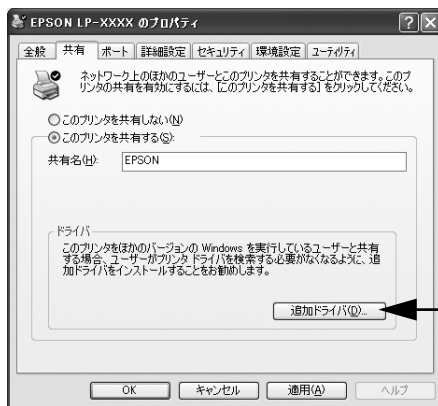 EPSON LP-XXXX のプロパティ
全般 共有 ポート 詳細設定 セキュリティ 環境設定 ユーティリティ
ネットワーク上のほかのユーザーとこのプリンタを共有することができます。このプ
リンタの共有を有効にするには、[このプリンタを共有する] をクリックしてください。
このプリンタを共有しない(N)
このプリンタを共有する(S):
共有名(H): EPSON
ドライバ
このプリンタをほかのバージョンの Windows を実行しているユーザーと共有
する場合、ユーザーがプリンタ ドライバを検索する必要がなくなるように、追
加ドライバをインストールすることをお勧めします。
追加ドライバ(D)...
OK キャンセル 適用(A) ヘルプ